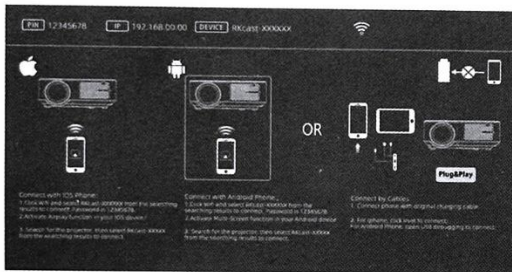 PIN 12345678 IP 192.168.00.00 DEVICE RKcast-XXXXXX
OR
Plug&Play
Connect with IOS Phone:
1.Click wifi and select RKcast-XXXXXX from the searching
results to connect. Password is 12345678.
2.Activate Airplay function in your IOS device.
3. Search for the projector, then select RKcast-XXXXX
from the searching results to connect.
Connect with Android Phone:
1.Click wifi and select RKcast-XXXXXX from the
searching results to connect. Password is 12345678.
2.Activate Multi-Screen function in your Android device
3. Search for the projector, then select RKcast-XXXXX
from the searching results to connect.
Connect by Cables
1. Connect phone with original charging cable.
2. For iphone, click to connect;
For Android Phone, open USB debugging to connect.